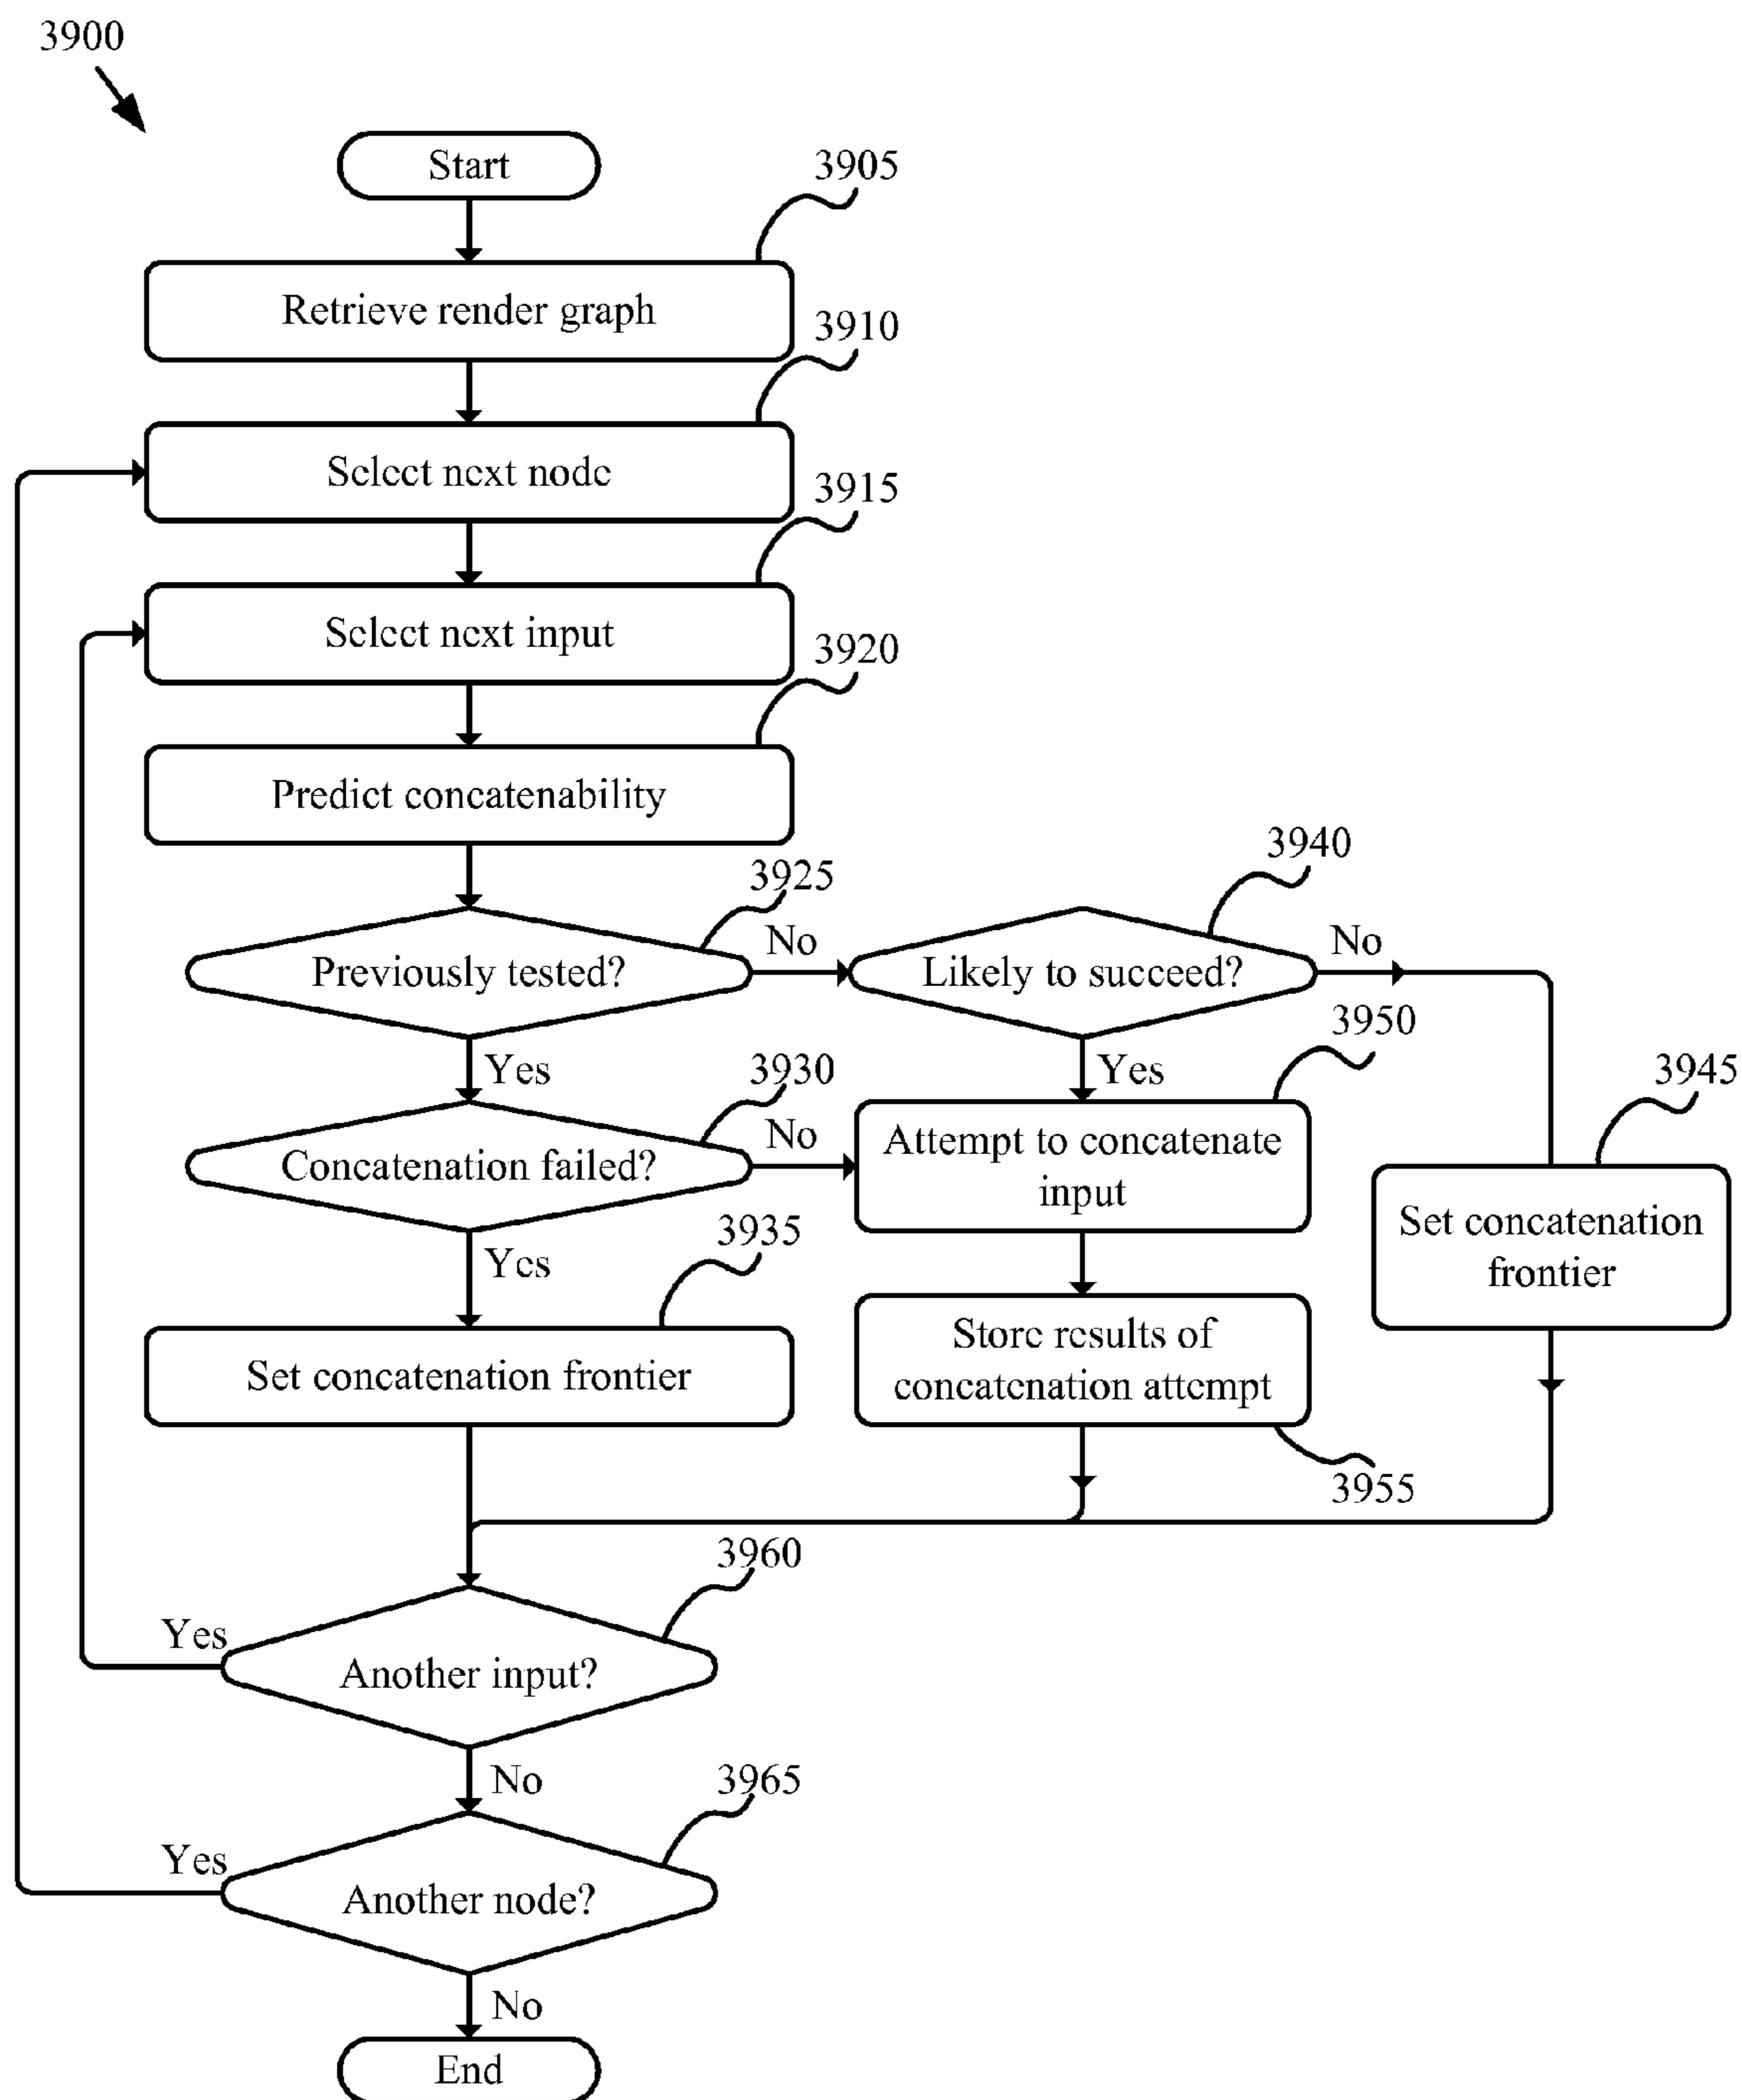 3900
Start
3905
Retrieve render graph
3910
Select next node
3915
Select next input
3920
Predict concatenability
3925
3940
Previously tested?
No
Likely to succeed?
No
Yes
3930
Yes
3950
3945
Concatenation failed?
No
Attempt to concatenate
input
Set concatenation
frontier
Yes
3935
Set concatenation frontier
Store results of
concatenation attempt
3955
3960
Yes
Another input?
No
3965
Yes
Another node?
No
End